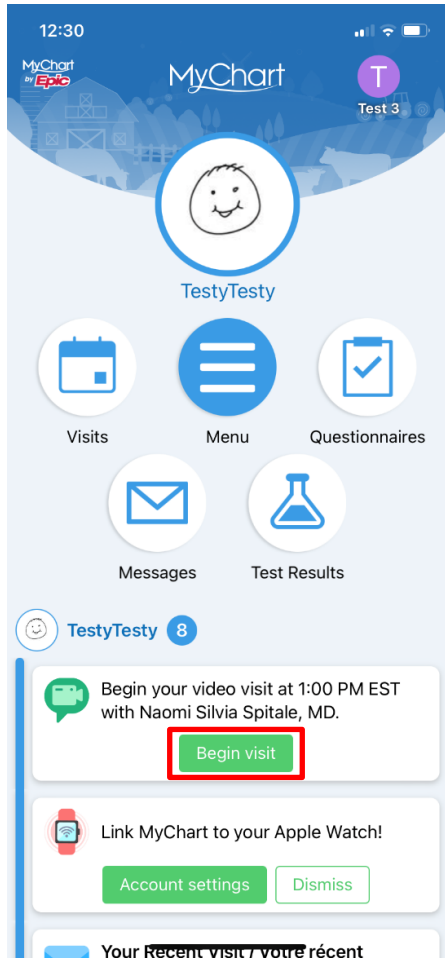 12:30
MyChart
by Epic
MyChart
T
Test 3
TestyTesty
Visits
Menu
Questionnaires
Messages
Test Results
TestyTesty 8
Begin your video visit at 1:00 PM EST
with Naomi Silvia Spitale, MD.
Begin visit
Link MyChart to your Apple Watch!
Account settings
Dismiss
Your Recent Visit / Votre récent